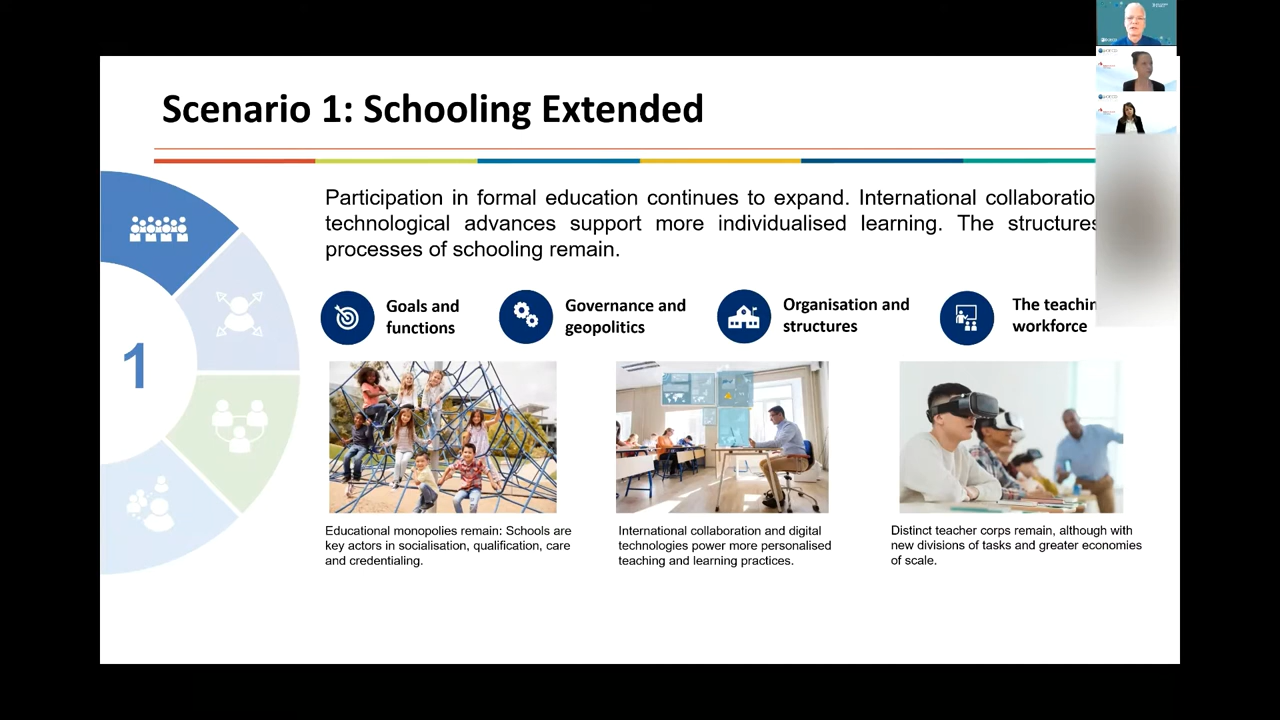 Scenario 1: Schooling Extended
Participation in formal education continues to expand. International
technological advances support more individualised learning. The structures
processes of schooling remain.
1
Goals and
functions
Governance and
geopolitics
Organisation and
structures
The
workforce
Educational monopolies remain: Schools are
key actors in socialisation, qualification, care
and credentialing.
International collaboration and digital
technologies power more personalised
teaching and learning practices.
Distinct teacher corps remain, although with
new divisions of tasks and greater economies
of scale.